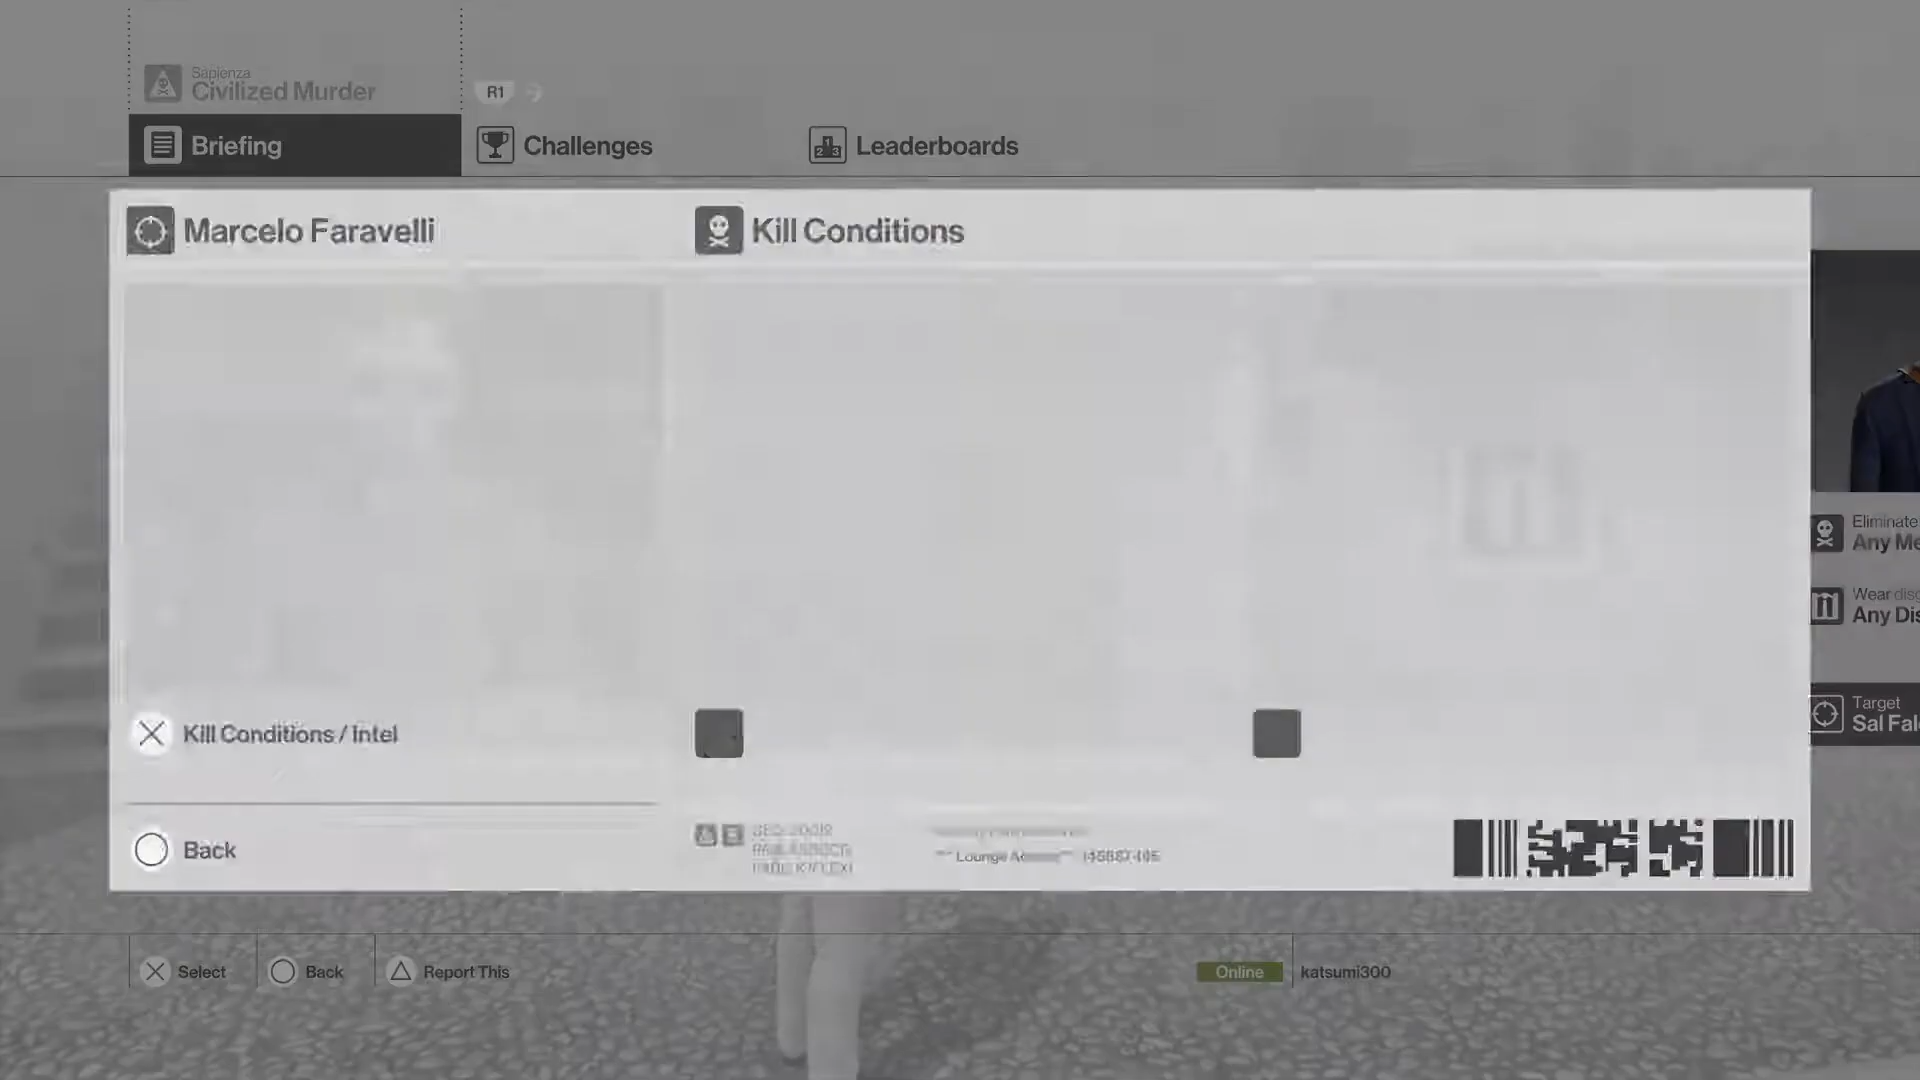 Sapienza
Civilized Murder
R1
Briefing
Challenges
Leaderboards
Marcelo Faravelli
Kill Conditions
Eliminate
Any Me
Wear disg
Any Dis
Target
Sal Fal
Kill Conditions / Intel
Lounge
Back
Select
Back
Report This
Online
katsumi300